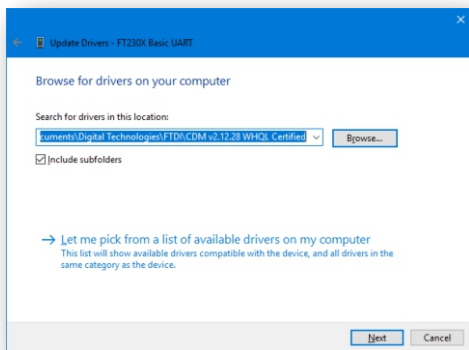 Update Drivers - FT230X Basic UART
Browse for drivers on your computer
Search for drivers in this location:
cuments\Digital Technologies\FTDI\CDM v2.12.28 WHQL Certified
Browse...
Include subfolders
Let me pick from a list of available drivers on my computer
This list will show available drivers compatible with the device, and all drivers in the
same category as the device.
Next Cancel